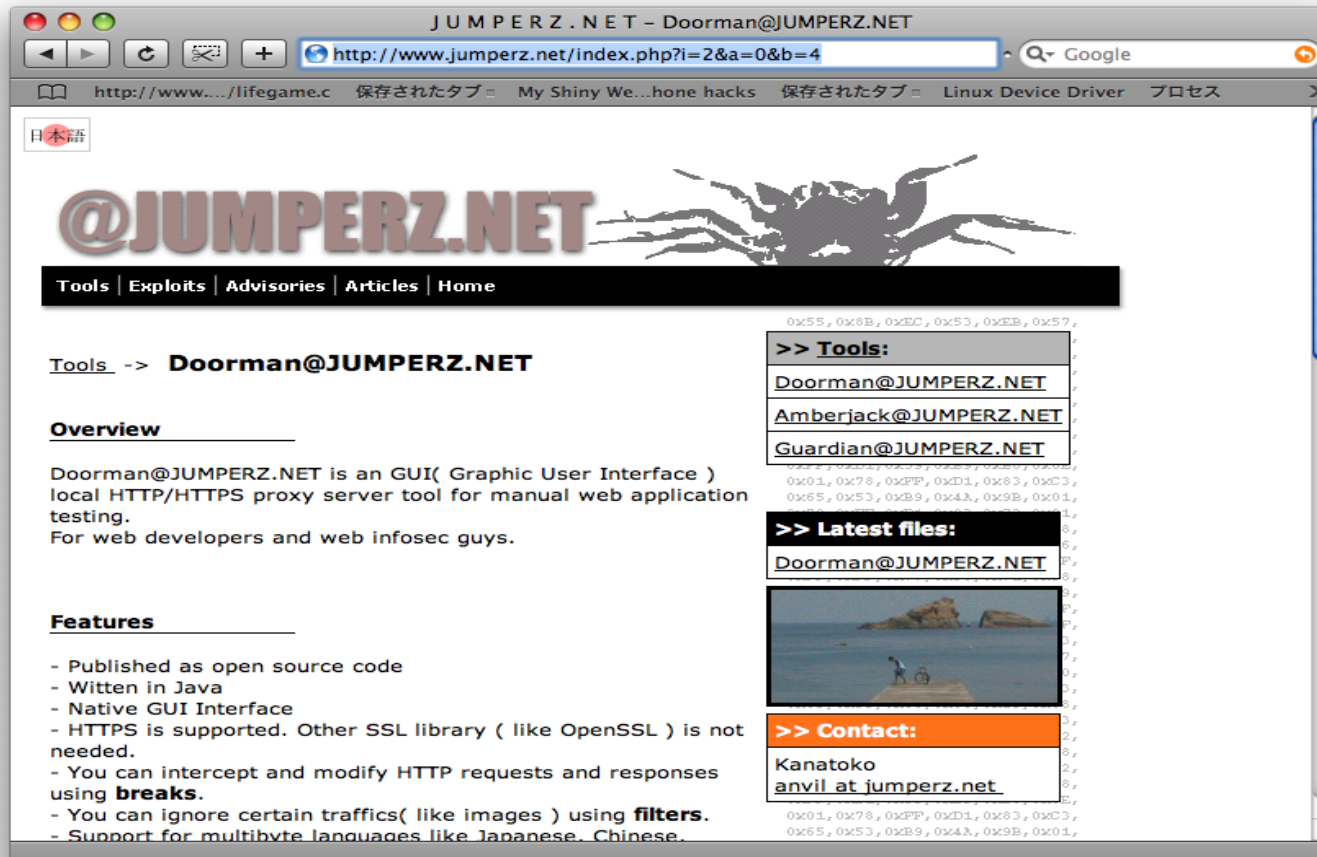 JUMPERZ.NET – Doorman@JUMPERZ.NET
http://www.jumperz.net/index.php?i=2&a=0&b=4
Google
http://www..../lifegame.c 保存されたタブ My Shiny We...hone hacks 保存されたタブ Linux Device Driver プロセス
日本語
@JUMPERZ.NET
Tools | Exploits | Advisories | Articles | Home
Tools -> Doorman@JUMPERZ.NET
Overview
Doorman@JUMPERZ.NET is an GUI( Graphic User Interface )
local HTTP/HTTPS proxy server tool for manual web application
testing.
For web developers and web infosec guys.
Features
- Published as open source code
- Witten in Java
- Native GUI Interface
- HTTPS is supported. Other SSL library ( like OpenSSL ) is not
needed.
- You can intercept and modify HTTP requests and responses
using breaks.
- You can ignore certain traffics( like images ) using filters.
- Support for multibyte languages like Japanese, Chinese,
0x55,0x8B,0xEC,0x53,0xEB,0x57,
>> Tools:
Doorman@JUMPERZ.NET
Amberjack@JUMPERZ.NET
Guardian@JUMPERZ.NET
0x01,0x78,0xFF,0xD1,0x83,0xC3,
0x65,0x53,0xB9,0x4A,0x9B,0x01,
>> Latest files:
Doorman@JUMPERZ.NET
>> Contact:
Kanatoko
anvil at jumperz.net
0x01,0x78,0xFF,0xD1,0x83,0xC3,
0x65,0x53,0xB9,0x4A,0x9B,0x01,